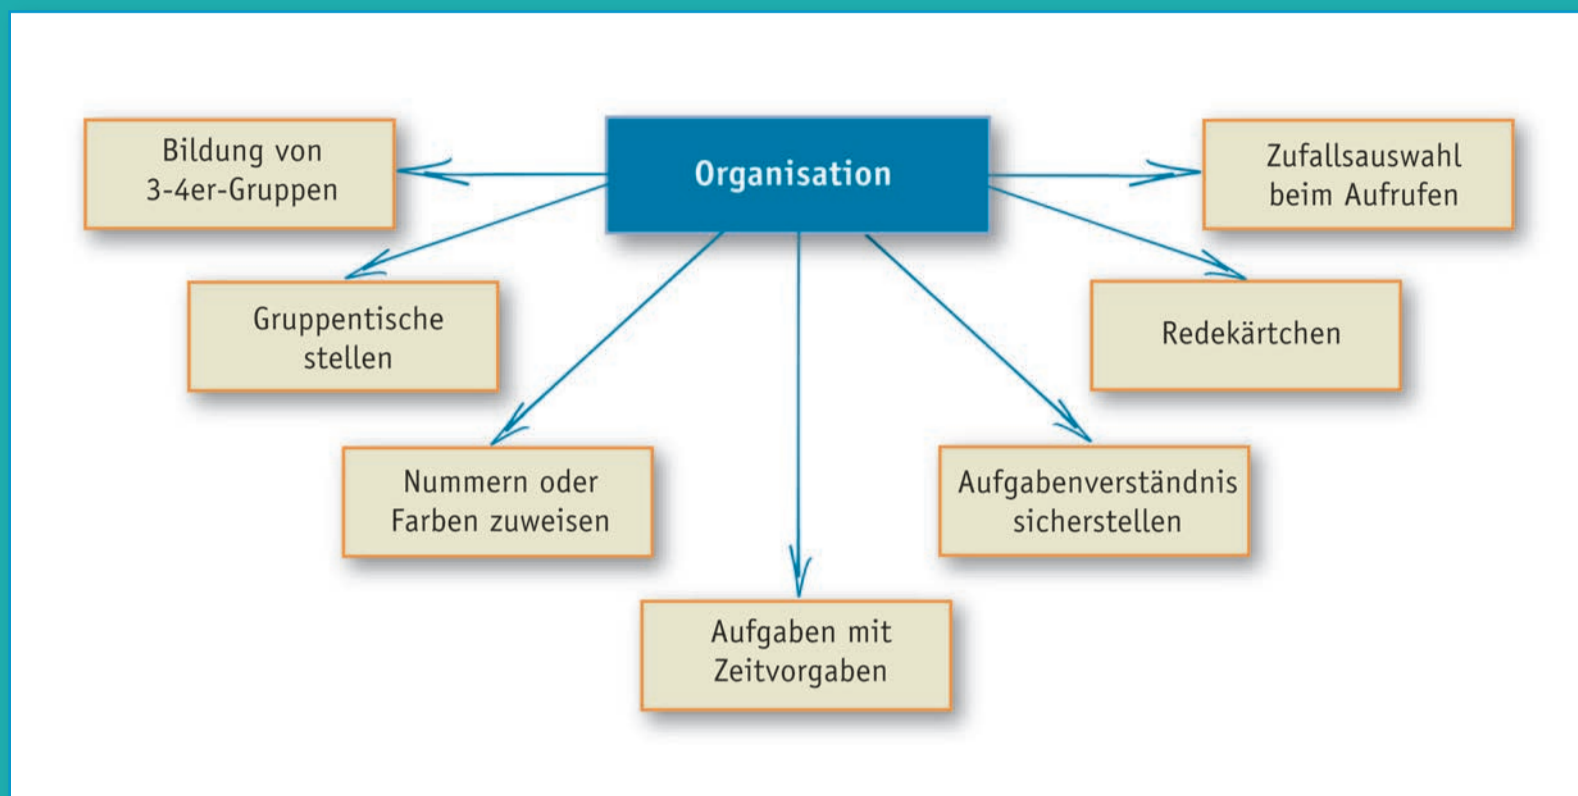 Organisation
Bildung von
3-4er-Gruppen
Gruppentische
stellen
Nummern oder
Farben zuweisen
Aufgaben mit
Zeitvorgaben
Aufgabenverständnis
sicherstellen
Redekärtchen
Zufallsauswahl
beim Aufrufen